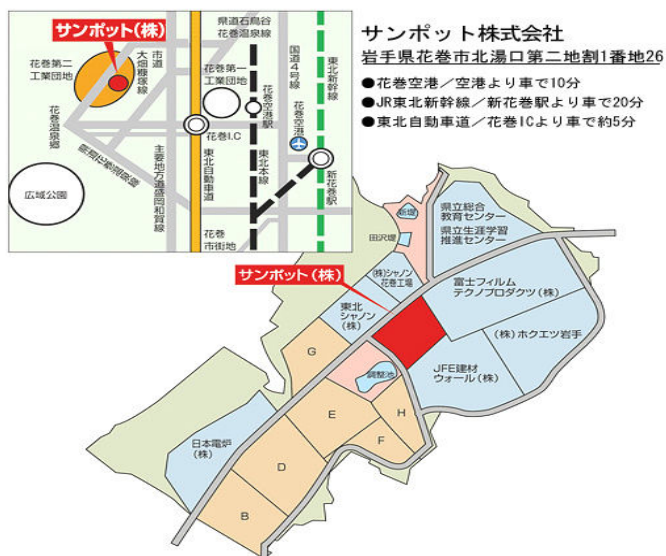 サンポット株式会社
岩手県花巻市北湯口第二地割1番地26
●花巻空港／空港より車で10分
●JR東北新幹線／新花巻駅より車で20分
●東北自動車道／花巻ICより車で約5分
サンポット(株)
県道石鳥谷
花巻温泉線
市道
大畑糠塚線
花巻第二
工業団地
花巻第一
工業団地
国道4号線
東北新幹線
花巻空港駅
花巻空港
花巻I.C
花巻温泉郷
県道花巻温泉線
主要地方道盛岡和賀線
東北自動車道
東北本線
新花巻駅
広域公園
花巻
市街地
新堤
田沢堤
県立総合
教育センター
県立生涯学習
推進センター
サンポット(株)
(株)シャノン
花巻工場
東北
シャノン
(株)
富士フィルム
テクノプロダクツ(株)
(株)ホクエツ岩手
JFE建材
ウォール(株)
調整池
G
E
H
F
日本電炉
(株)
D
B